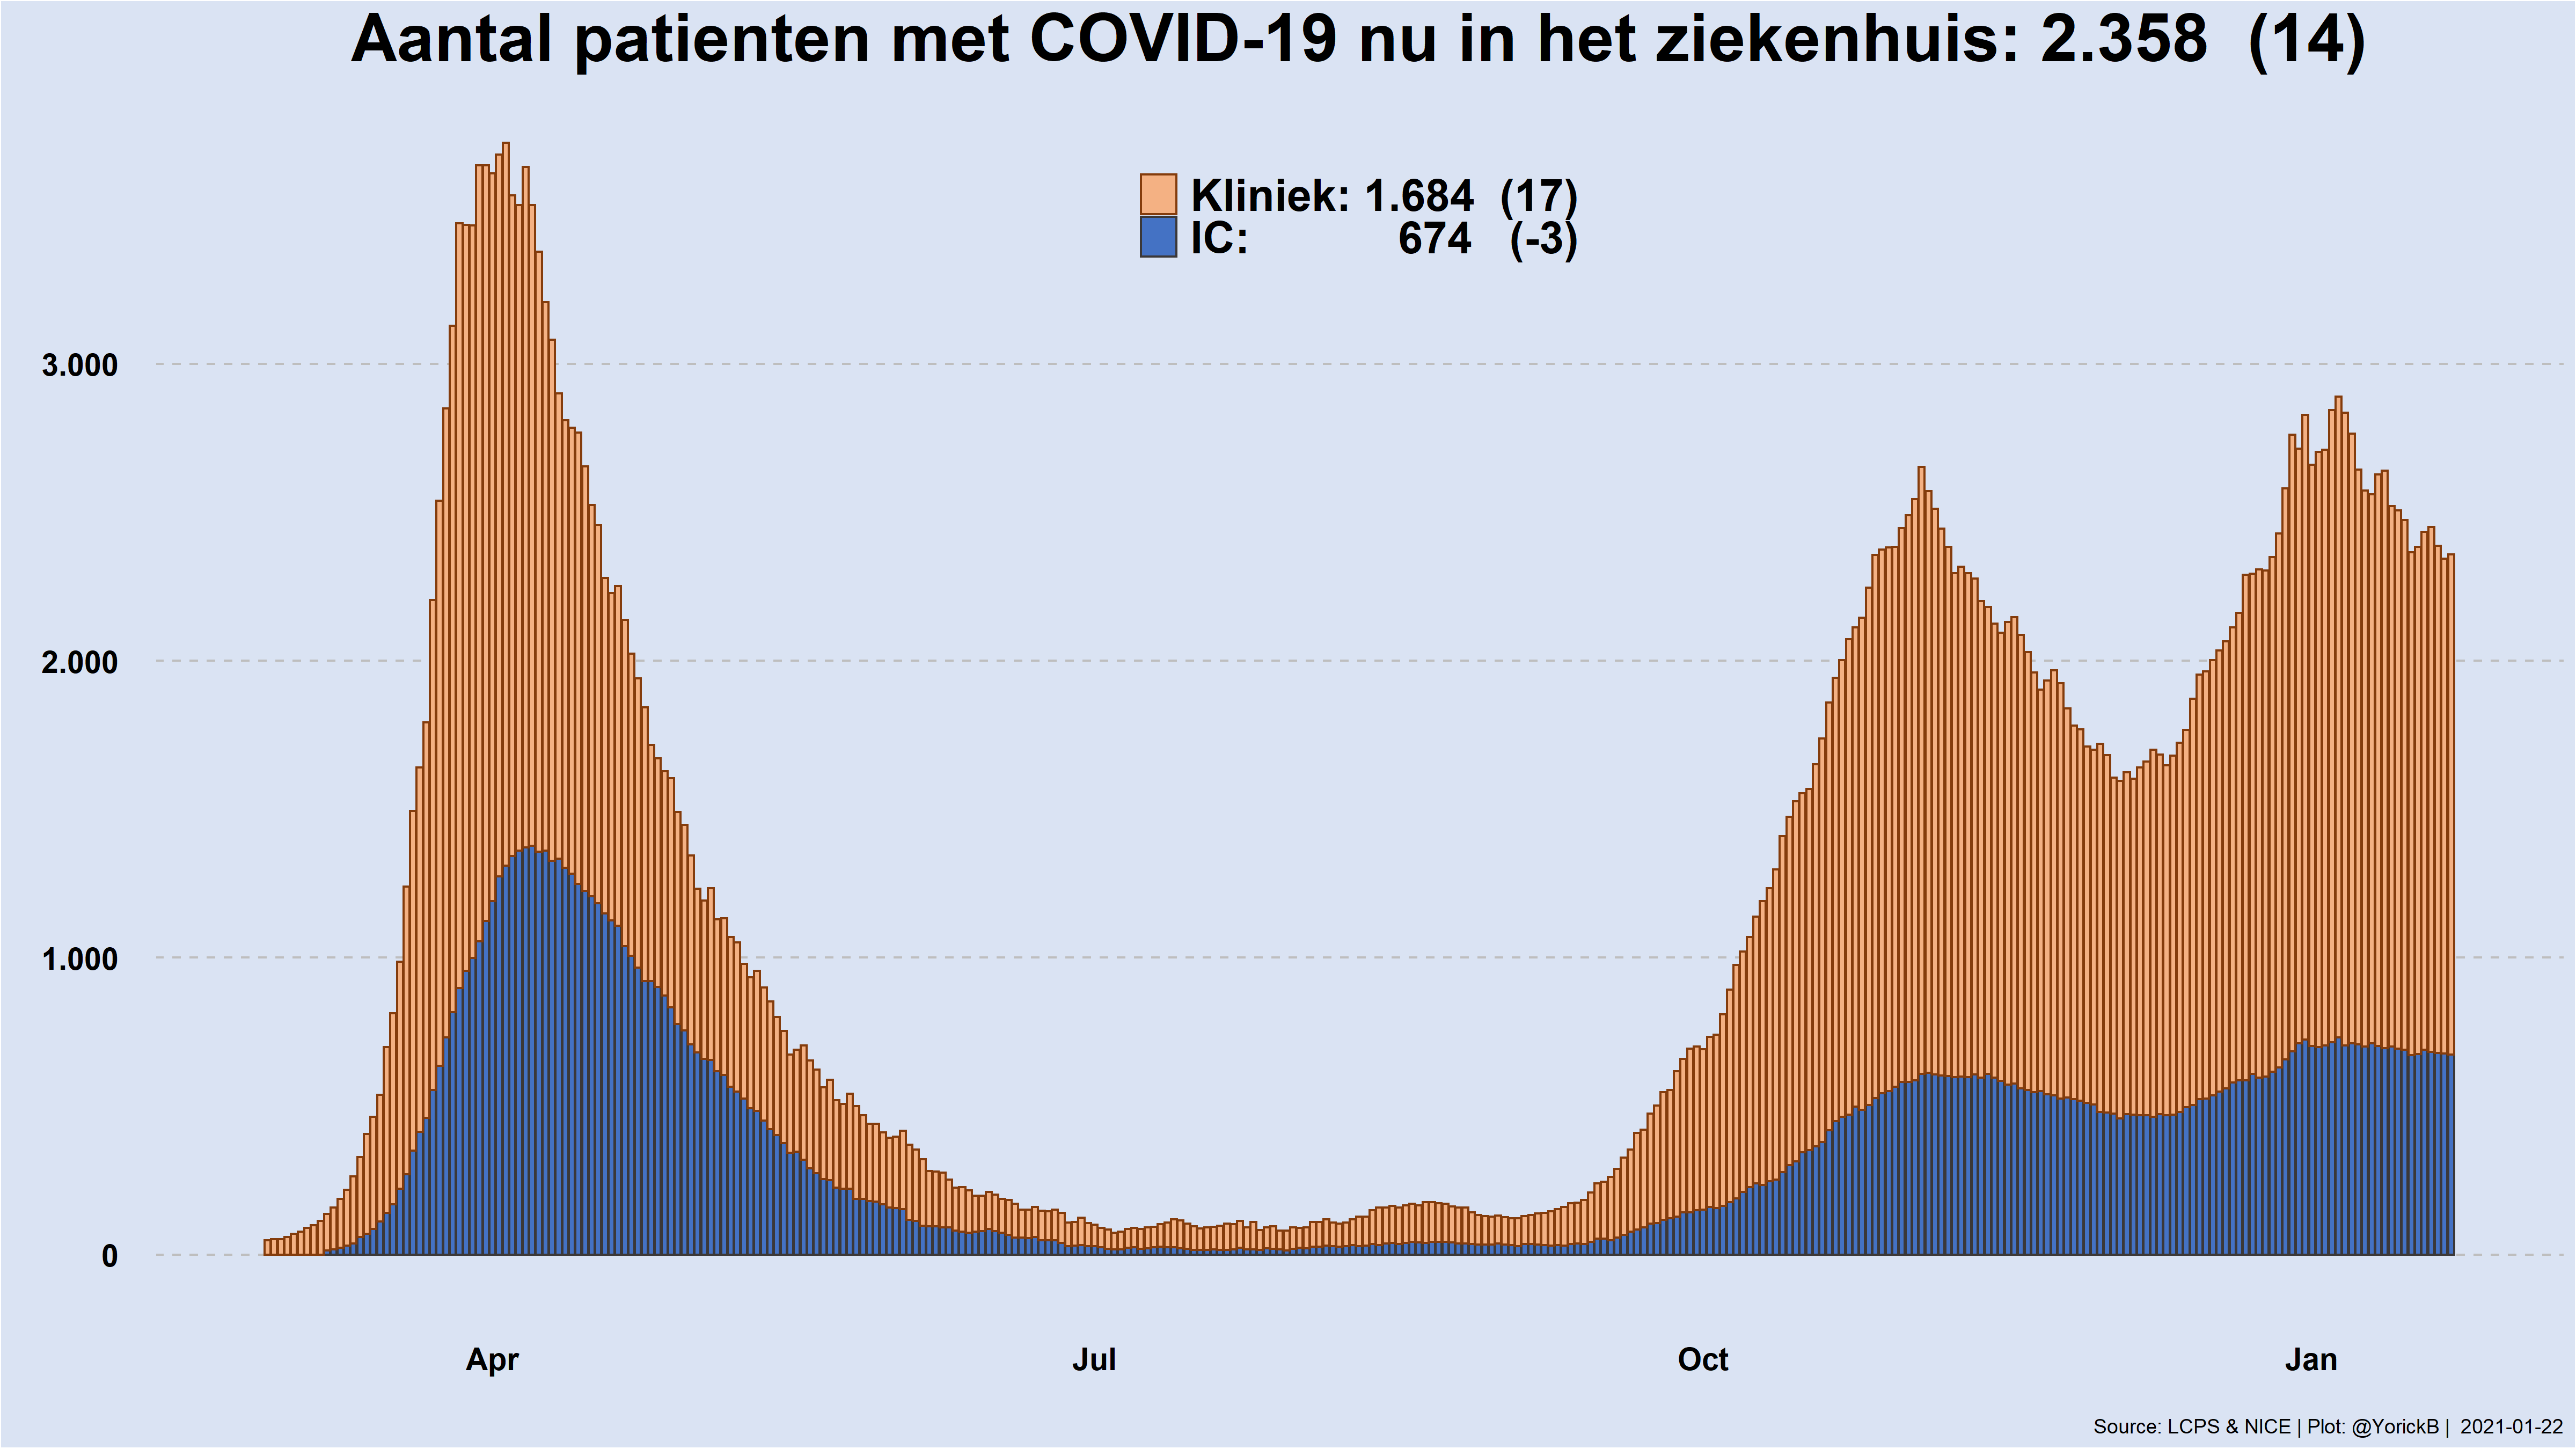 Aantal patienten met COVID-19 nu in het ziekenhuis: 2.358 (14)
Kliniek: 1.684 (17)
IC: 674 (-3)
3.000
2.000
1.000
0
Apr Jul Oct Jan
Source: LCPS & NICE | Plot: @YorickB | 2021-01-22